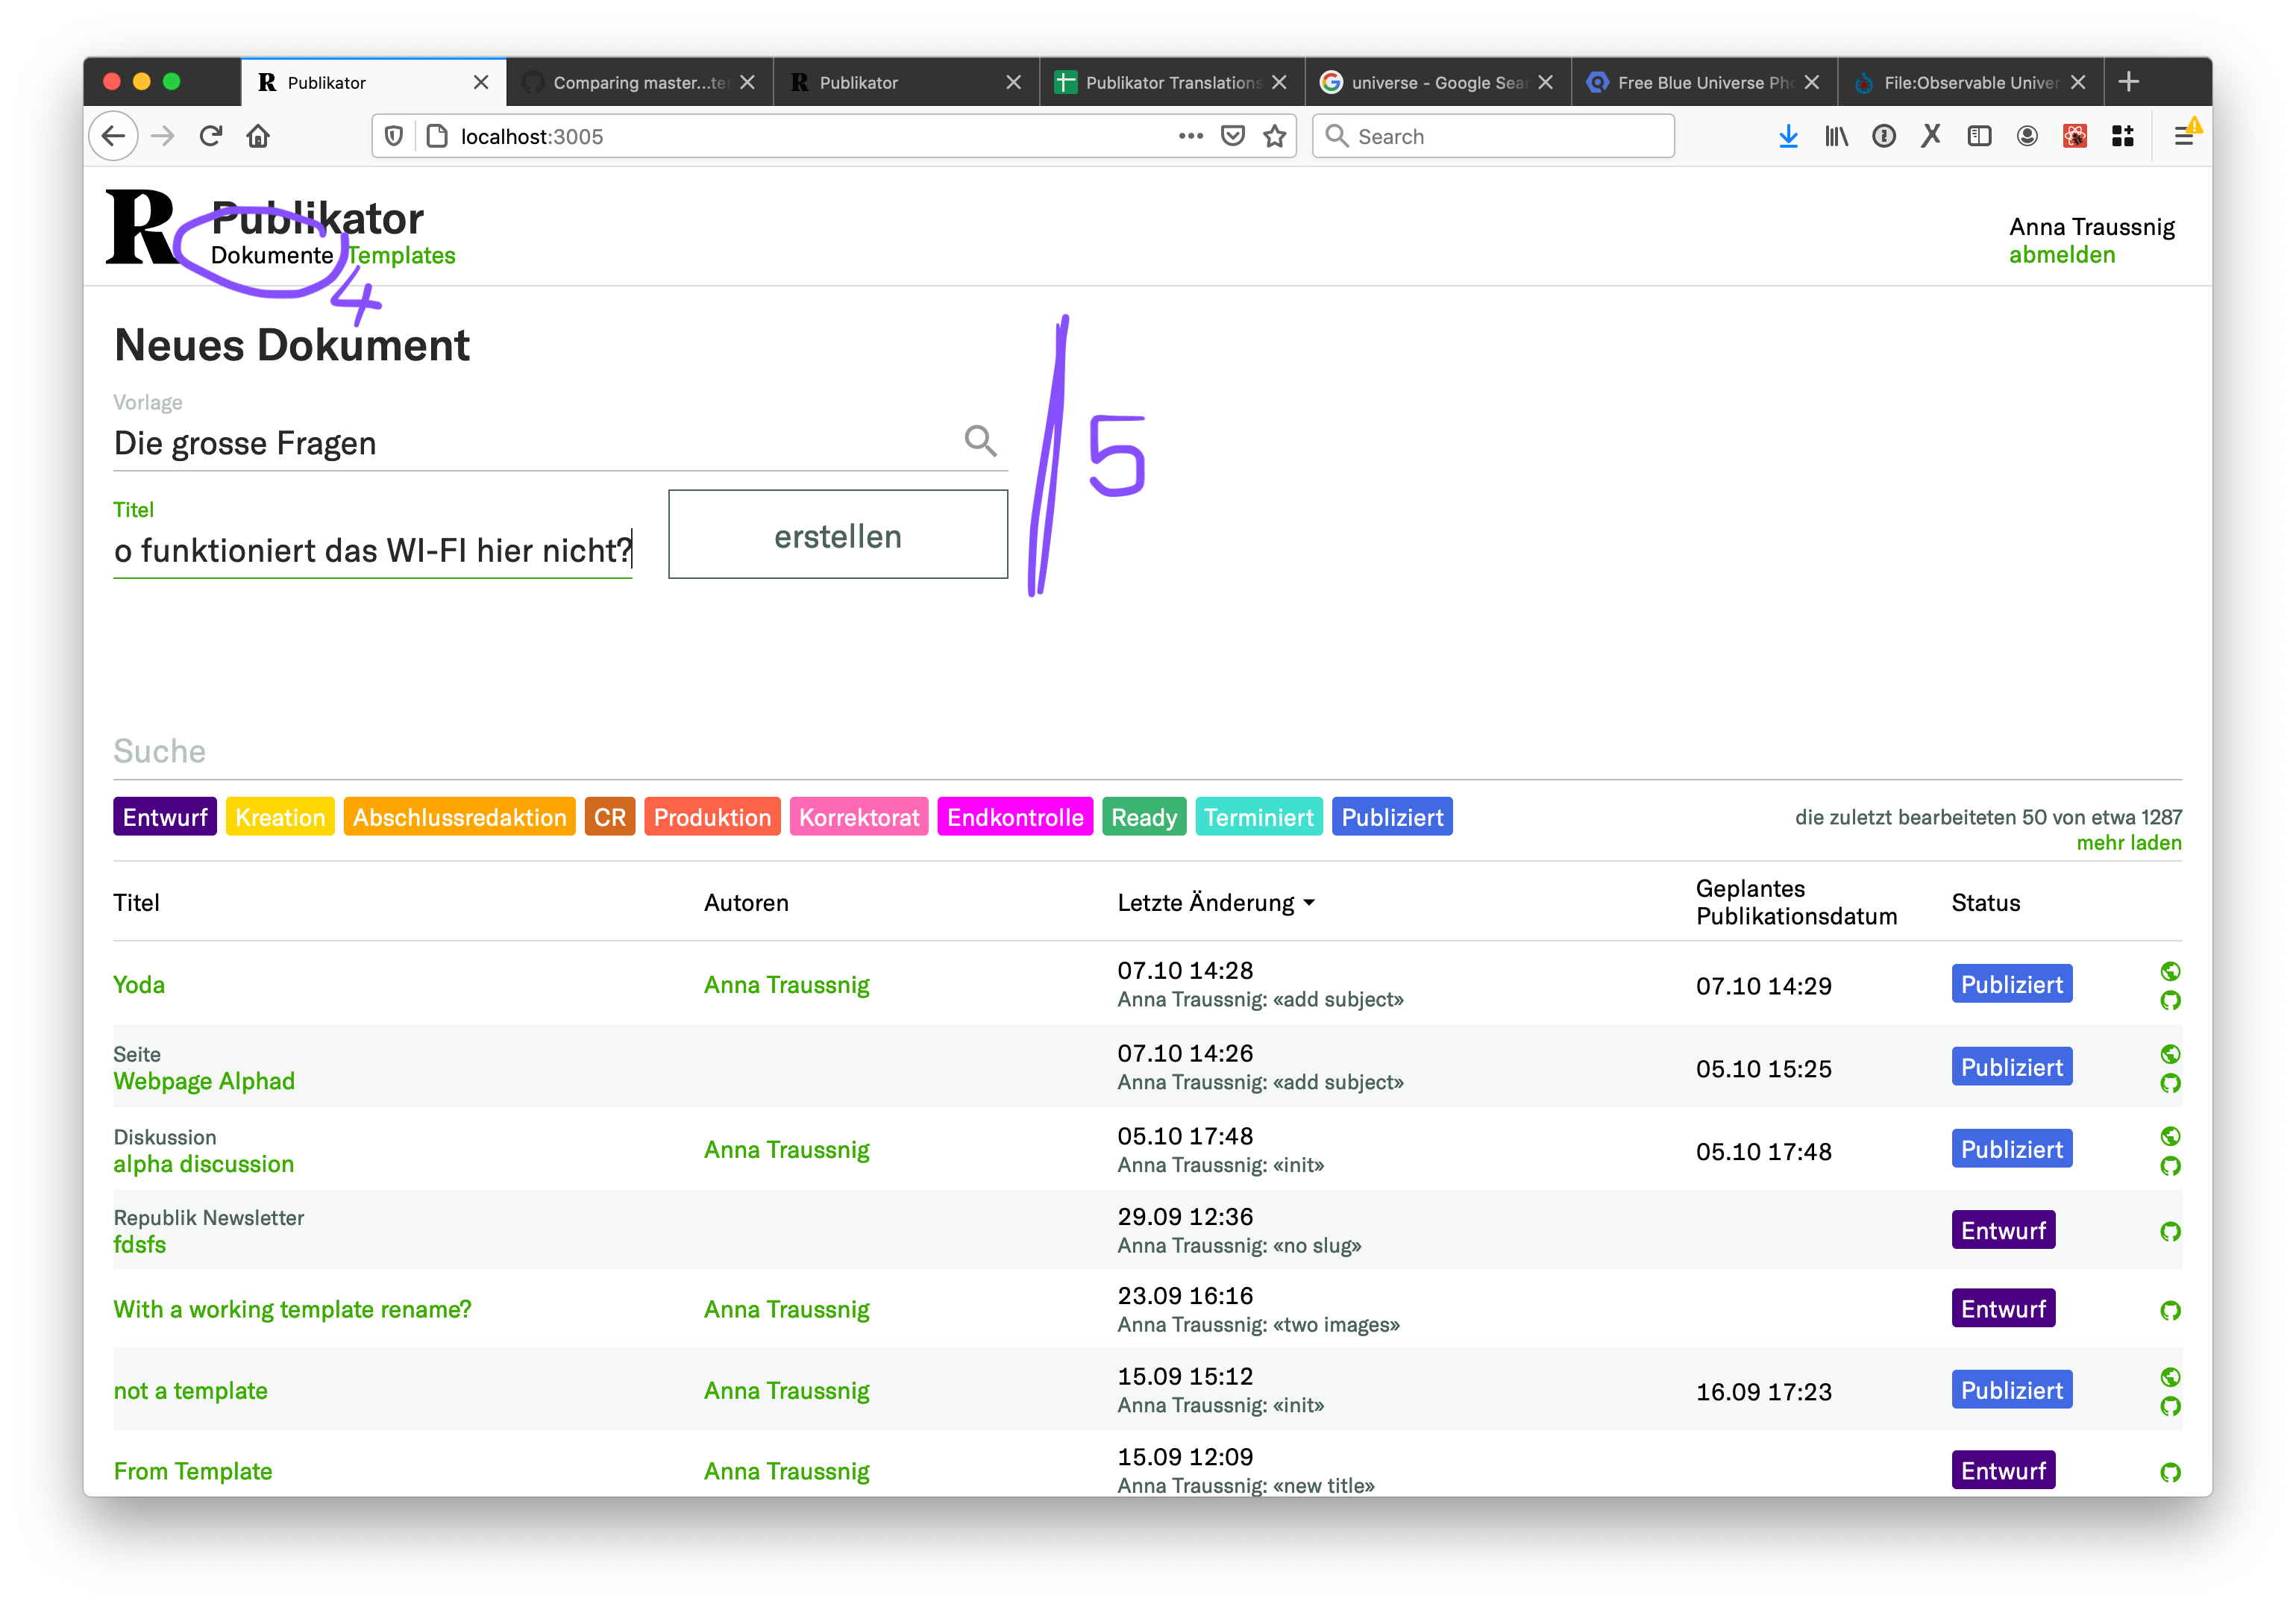 Publikator
Comparing master...te
Publikator
Publikator Translations
universe - Google Sear
Free Blue Universe Pho
File:Observable Univer
localhost:3005
Search
R
Publikator
Dokumente Templates
Anna Traussnig
abmelden
4
Neues Dokument
Vorlage
Die grosse Fragen
5
Titel
o funktioniert das WI-FI hier nicht?
erstellen
Suche
Entwurf Kreation Abschlussredaktion CR Produktion Korrektorat Endkontrolle Ready Terminiert Publiziert
die zuletzt bearbeiteten 50 von etwa 1287
mehr laden
Titel Autoren Letzte Änderung Geplantes Publikationsdatum Status
Yoda Anna Traussnig 07.10 14:28 07.10 14:29 Publiziert
Anna Traussnig: «add subject»
Seite 07.10 14:26
Webpage Alphad Anna Traussnig: «add subject» 05.10 15:25 Publiziert
Diskussion 05.10 17:48
alpha discussion Anna Traussnig Anna Traussnig: «init» 05.10 17:48 Publiziert
Republik Newsletter 29.09 12:36
fdsfs Anna Traussnig: «no slug» Entwurf
With a working template rename? Anna Traussnig 23.09 16:16 Entwurf
Anna Traussnig: «two images»
not a template Anna Traussnig 15.09 15:12 16.09 17:23 Publiziert
Anna Traussnig: «init»
From Template Anna Traussnig 15.09 12:09 Entwurf
Anna Traussnig: «new title»